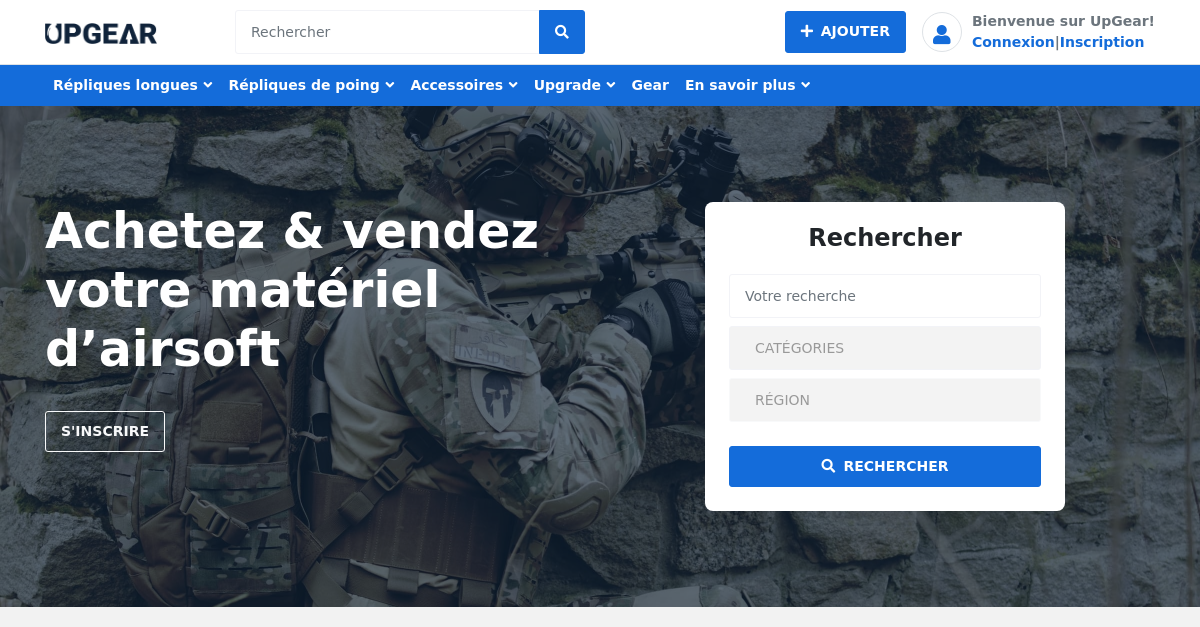 UPGEAR
Rechercher
AJOUTER
Bienvenue sur UpGear!
Connexion|Inscription
Répliques longues
Répliques de poing
Accessoires
Upgrade
Gear
En savoir plus
Achetez & vendez
votre matériel
d’airsoft
S'INSCRIRE
Rechercher
Votre recherche
CATÉGORIES
RÉGION
RECHERCHER